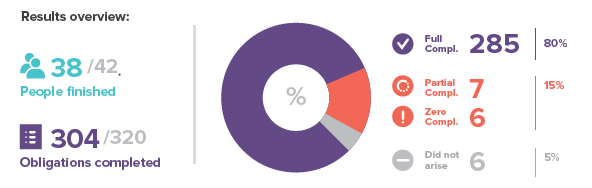 Results overview:
38 /42.
People finished
304 /320
Obligations completed
%
Full
Compl. 285 80%
Partial
Compl. 7 15%
Zero
Compl. 6
Did not
arise 6 5%